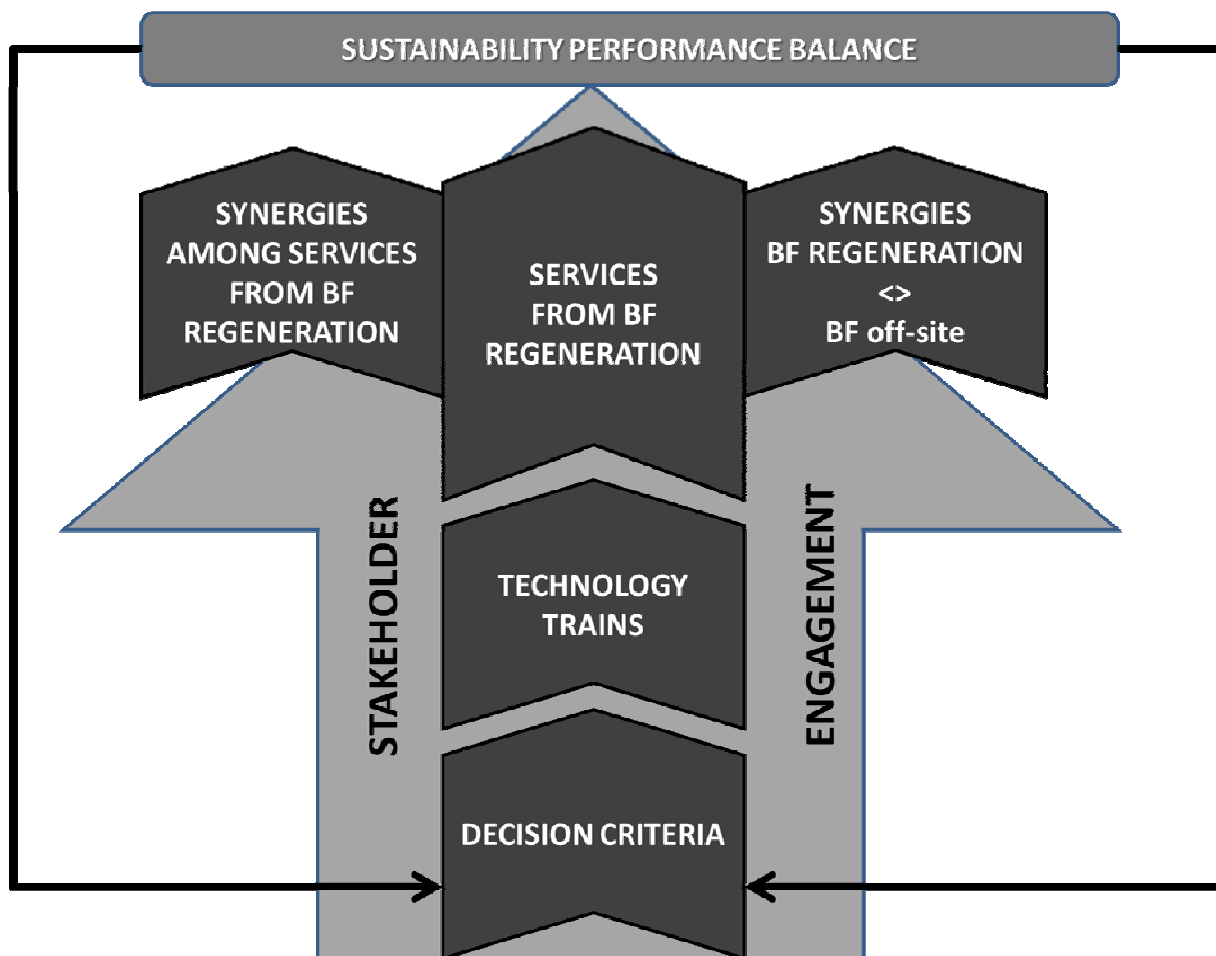 SUSTAINABILITY PERFORMANCE BALANCE
SYNERGIES
AMONG SERVICES
FROM BF
REGENERATION
SERVICES
FROM BF
REGENERATION
SYNERGIES
BF REGENERATION
<>
BF off-site
STAKEHOLDER
ENGAGEMENT
TECHNOLOGY
TRAINS
DECISION CRITERIA